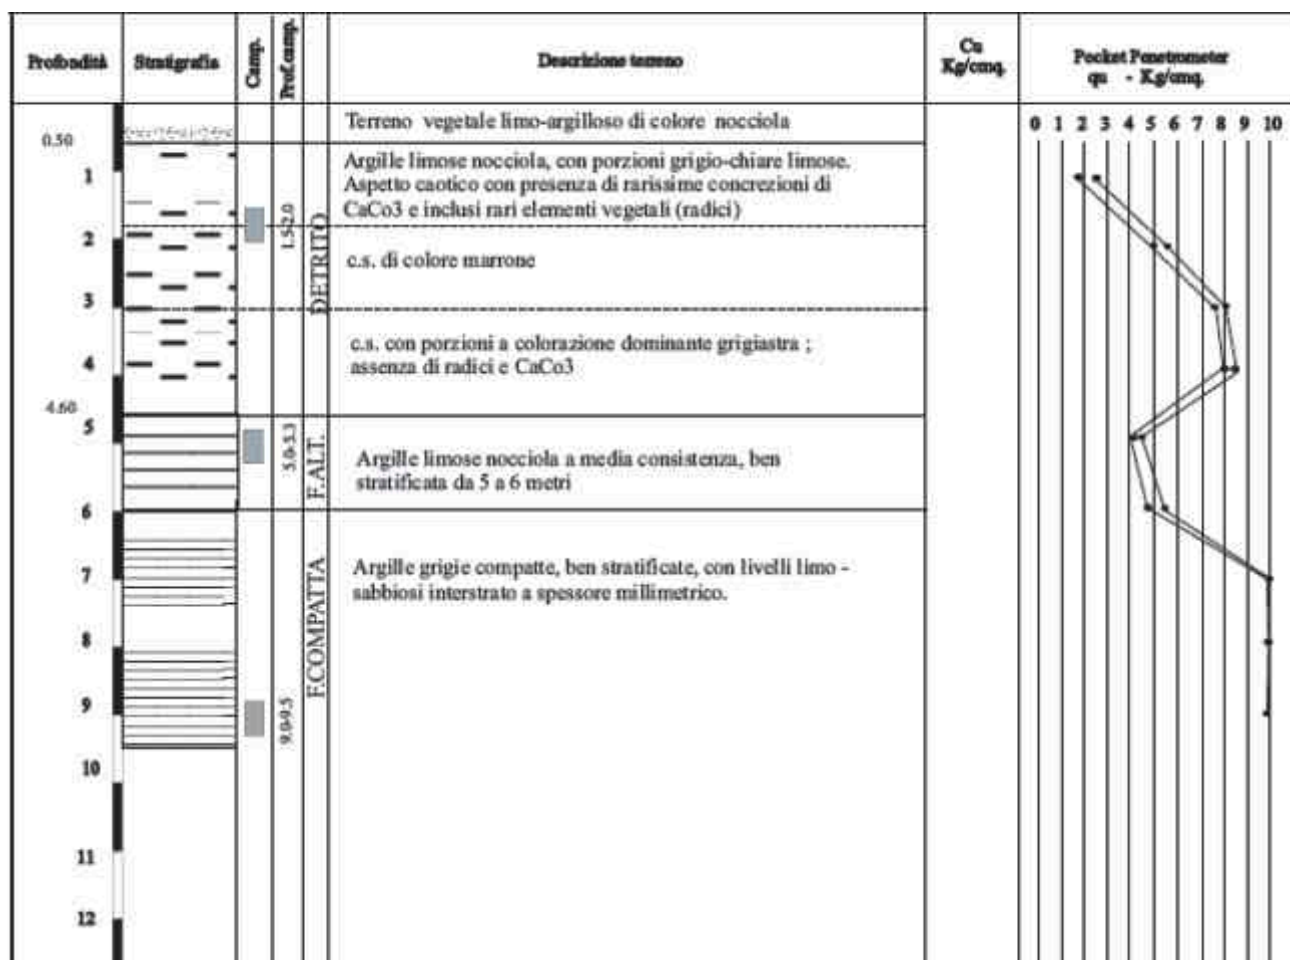 Profondità Stratigrafia Camp. Prof.camp. Descrizione terreno Cu Kg/cmq. Pocket Penetrometer qu - Kg/cmq.
0 1 2 3 4 5 6 7 8 9 10
Terreno vegetale limo-argilloso di colore nocciola
0.50
Argille limose nocciola, con porzioni grigio-chiare limose.
1
Aspetto caotico con presenza di rarissime concrezioni di
CaCo3 e inclusi rari elementi vegetali (radici)
1.5-2.0
DETRITO
2
c.s. di colore marrone
3
c.s. con porzioni a colorazione dominante grigiastra ;
4
assenza di radici e CaCo3
4.60
5
5.0-5.3
F.ALT.
Argille limose nocciola a media consistenza, ben
stratificata da 5 a 6 metri
6
F.COMPATTA
Argille grigie compatte, ben stratificate, con livelli limo -
7
sabbiosi interstrato a spessore millimetrico.
8
9
9.0-9.5
10
11
12